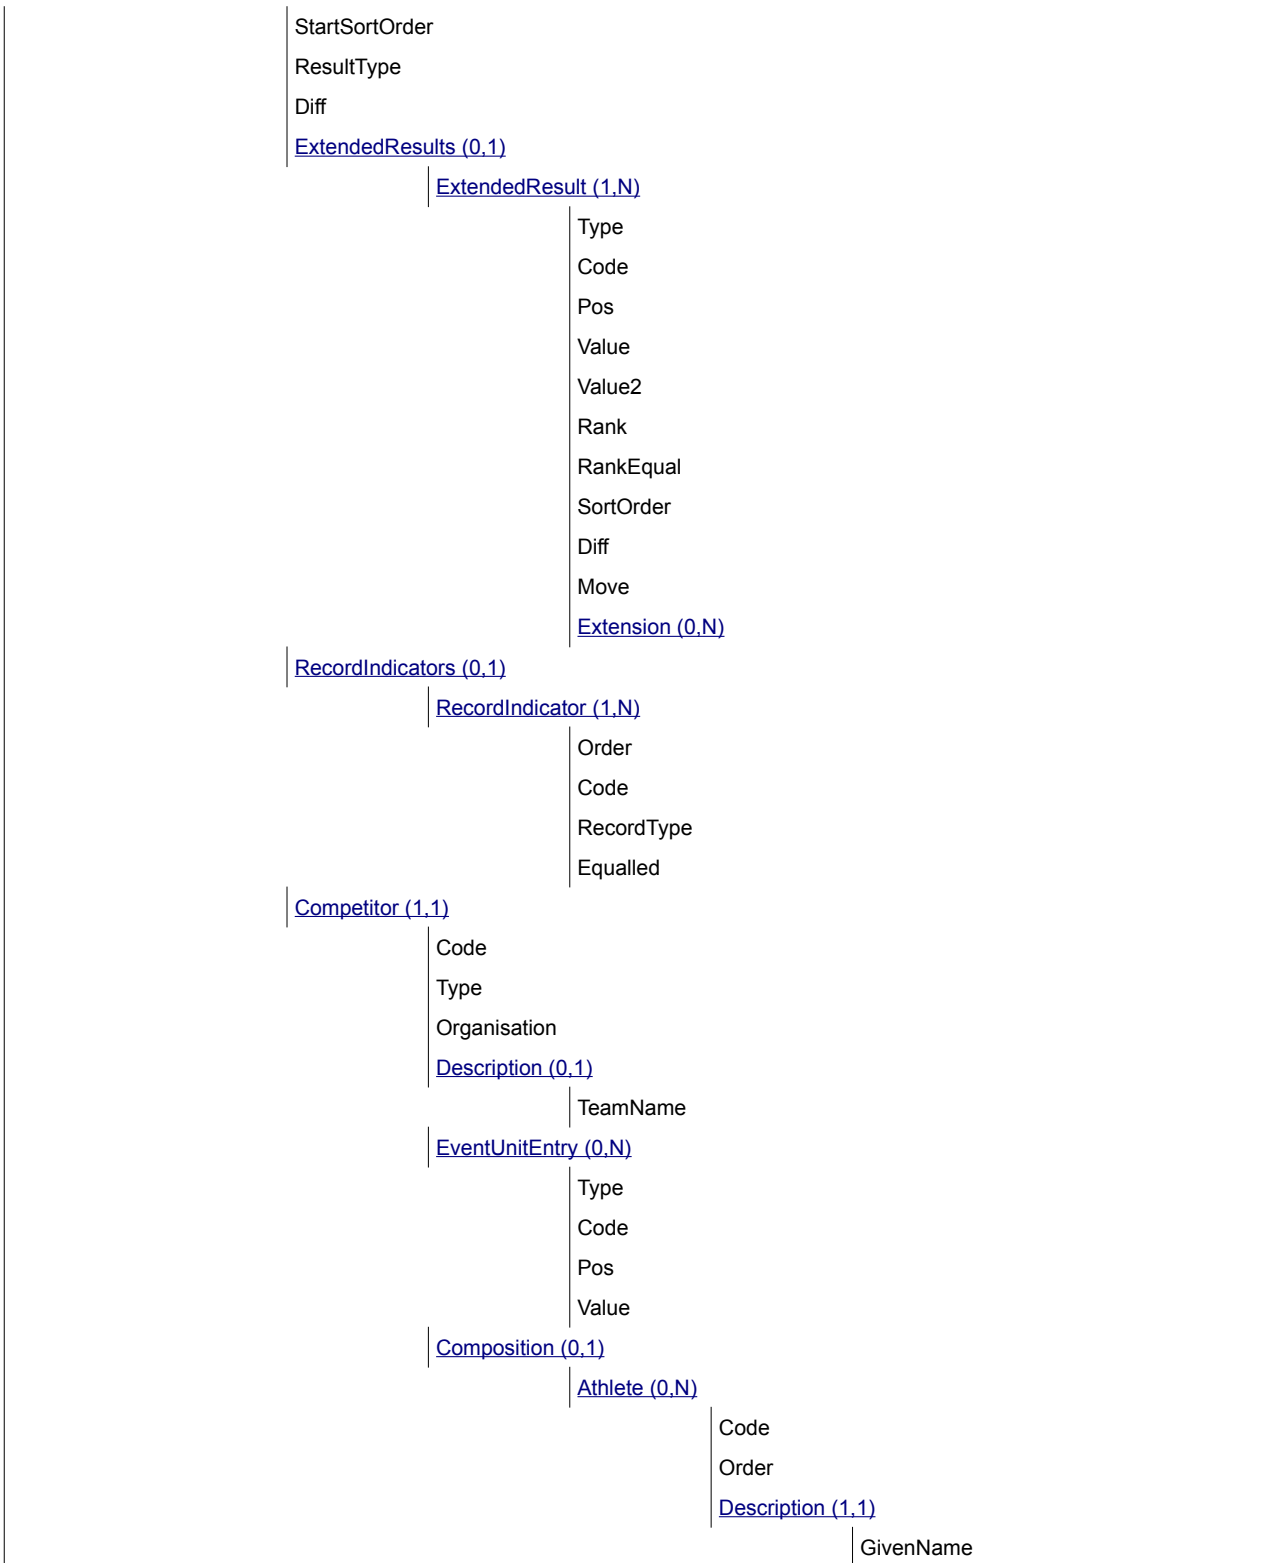 StartSortOrder
ResultType
Diff
ExtendedResults (0,1)
ExtendedResult (1,N)
Type
Code
Pos
Value
Value2
Rank
RankEqual
SortOrder
Diff
Move
Extension (0,N)
RecordIndicators (0,1)
RecordIndicator (1,N)
Order
Code
RecordType
Equalled
Competitor (1,1)
Code
Type
Organisation
Description (0,1)
TeamName
EventUnitEntry (0,N)
Type
Code
Pos
Value
Composition (0,1)
Athlete (0,N)
Code
Order
Description (1,1)
GivenName